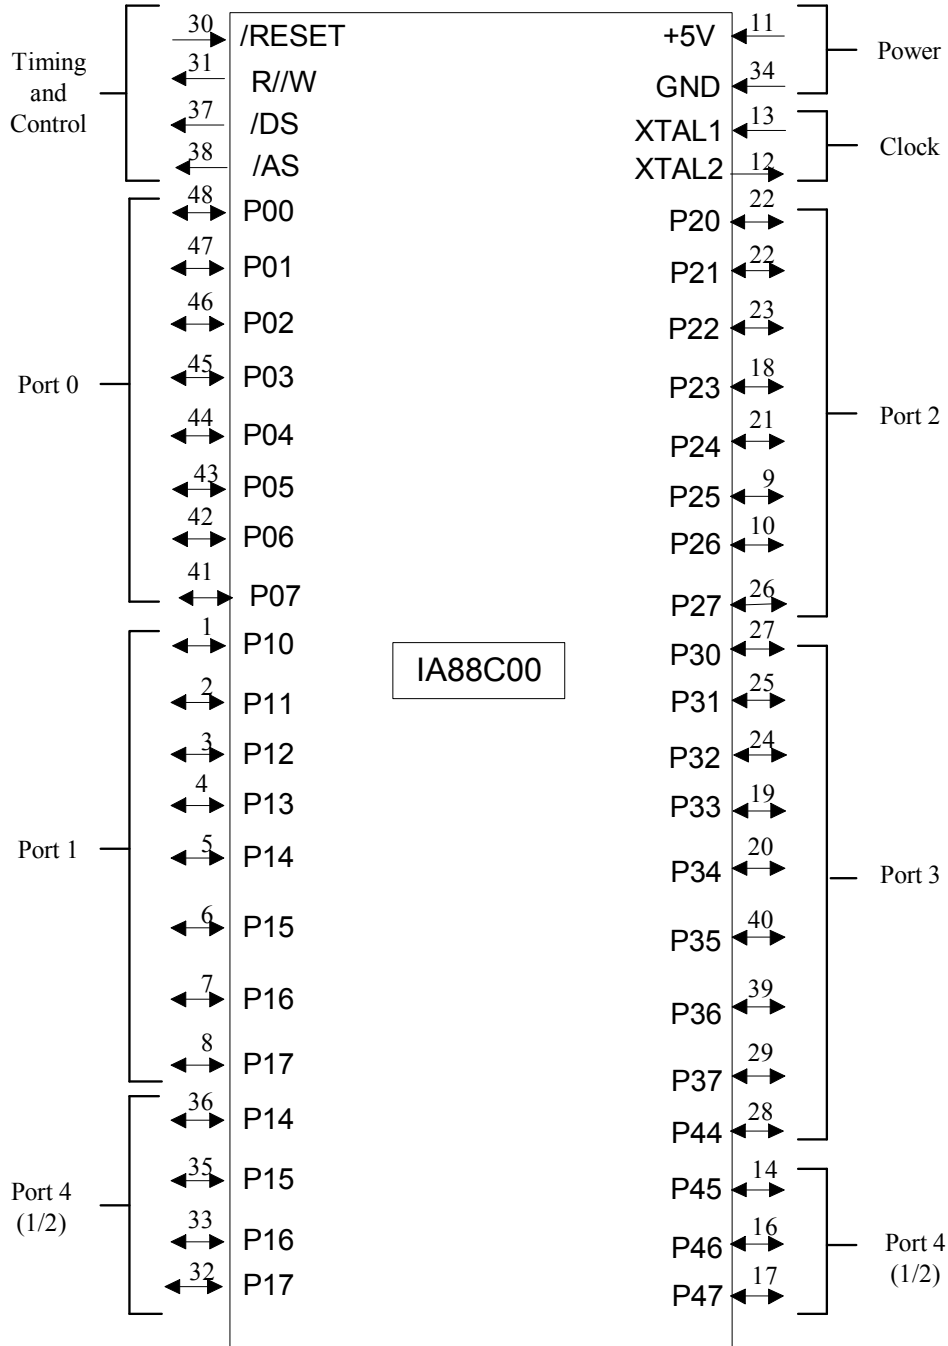 Timing
and
Control
30 /RESET
31 R//W
37 /DS
38 /AS
Port 0
48 P00
47 P01
46 P02
45 P03
44 P04
43 P05
42 P06
41 P07
Port 1
1 P10
2 P11
3 P12
4 P13
5 P14
6 P15
7 P16
8 P17
Port 4
(1/2)
36 P14
35 P15
33 P16
32 P17
IA88C00
+5V 11
GND 34
Power
XTAL1 13
XTAL2 12
Clock
P20 22
P21 22
P22 23
P23 18
P24 21
P25 9
P26 10
P27 26
Port 2
P30 27
P31 25
P32 24
P33 19
P34 20
P35 40
P36 39
P37 29
P44 28
Port 3
P45 14
P46 16
P47 17
Port 4
(1/2)